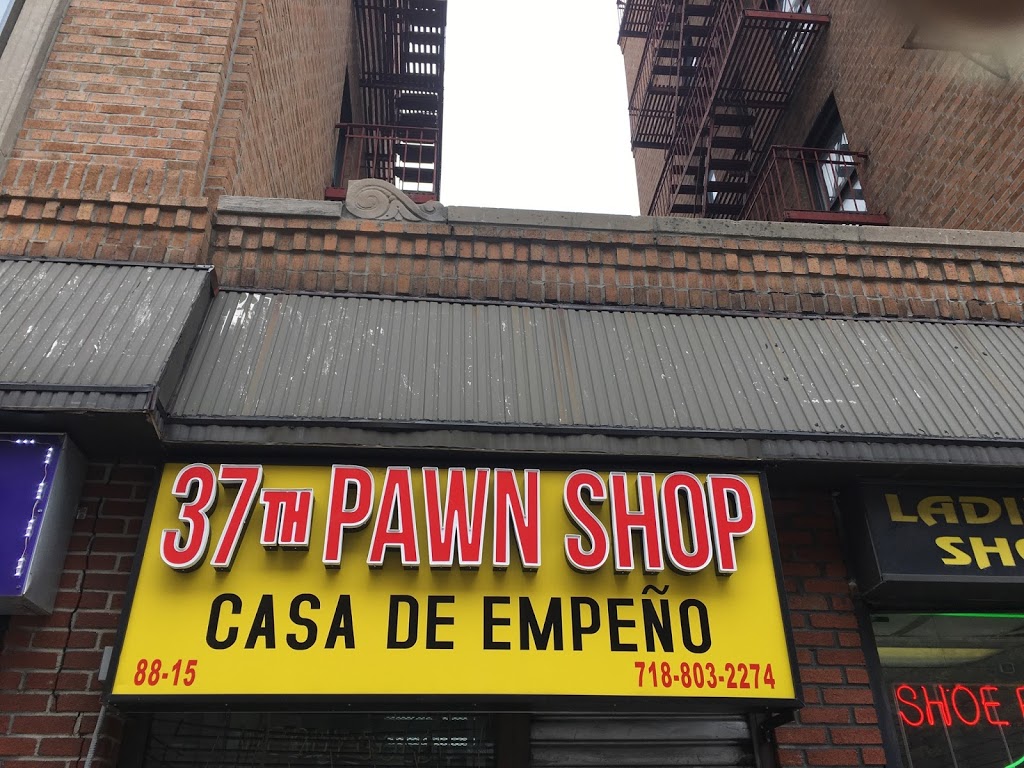 37TH PAWN SHOP
CASA DE EMPEÑO
88-15
718-803-2274
SHOE